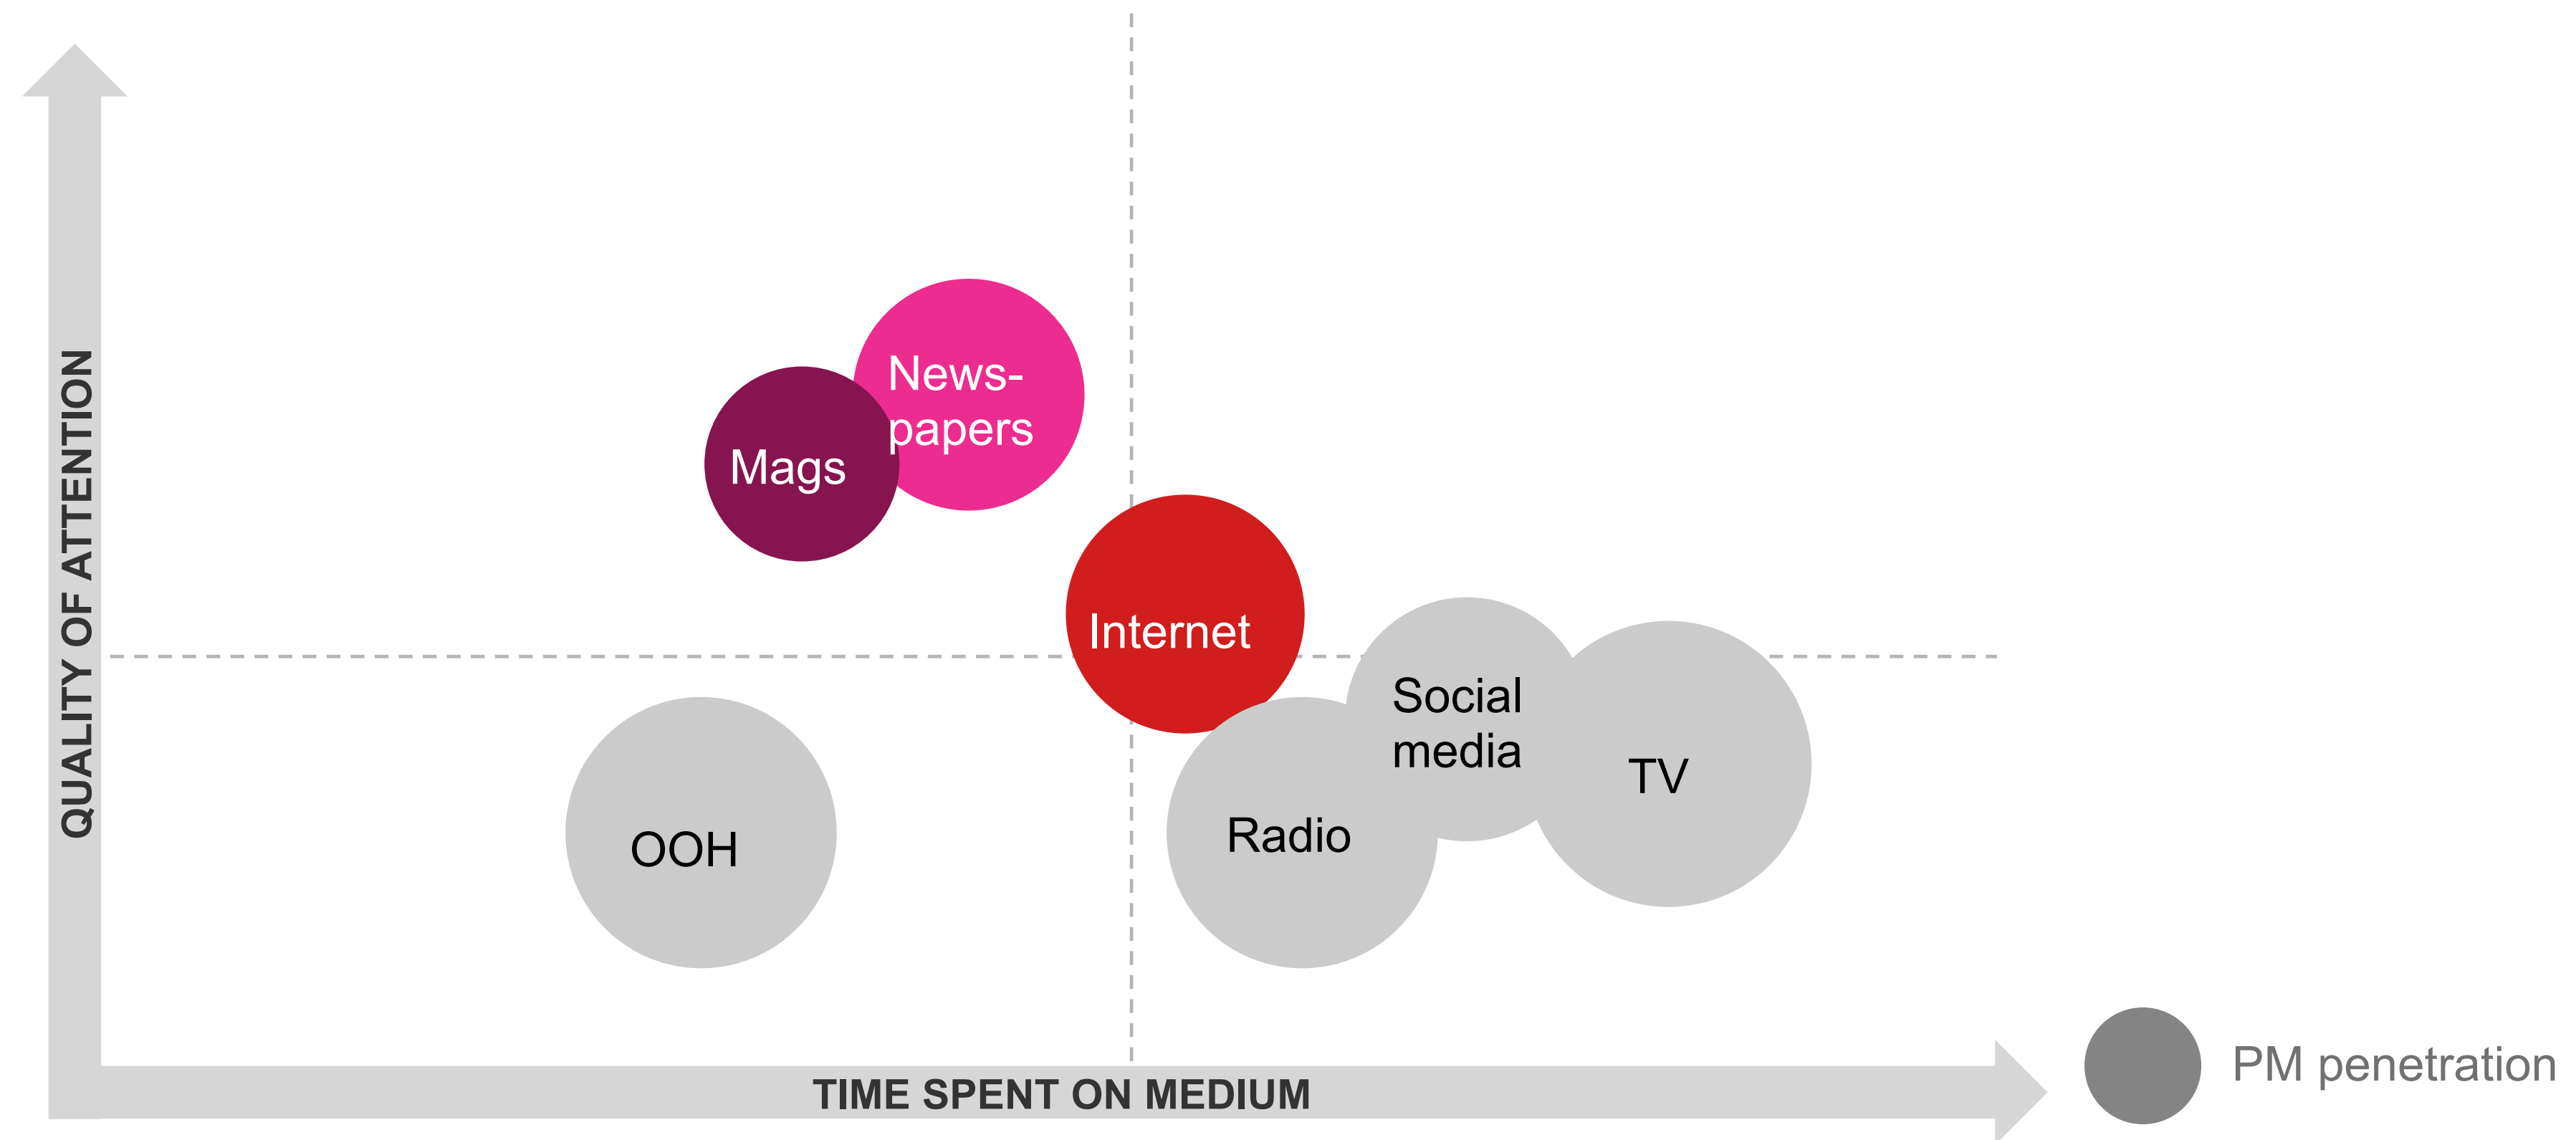 QUALITY OF ATTENTION
News-
papers
Mags
Internet
Social
media
TV
Radio
OOH
TIME SPENT ON MEDIUM
PM penetration